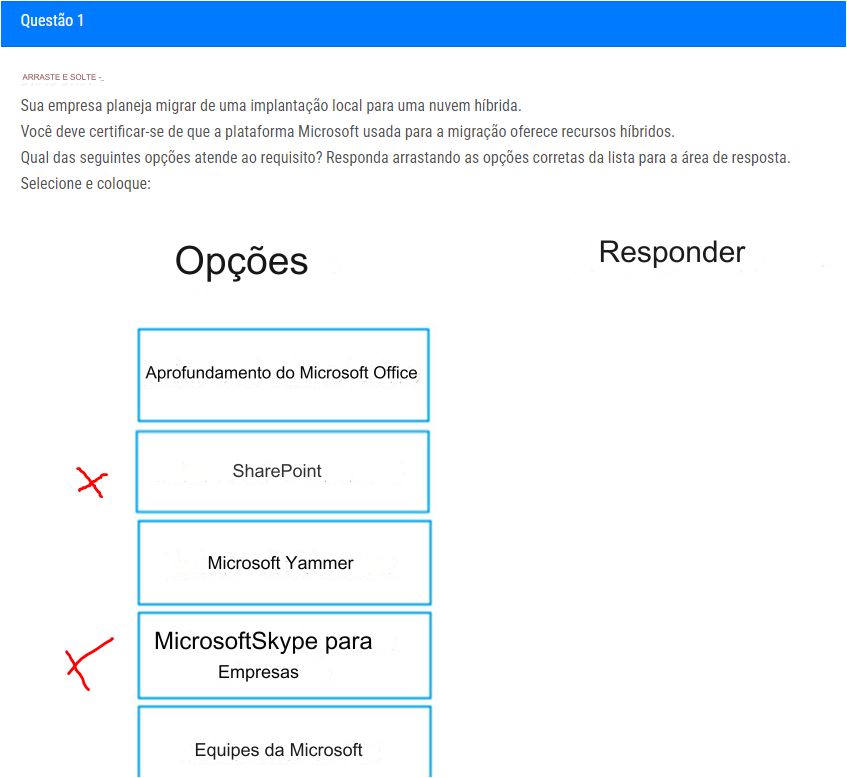 Questão 1
ARRASTE E SOLTE -
Sua empresa planeja migrar de uma implantação local para uma nuvem híbrida.
Você deve certificar-se de que a plataforma Microsoft usada para a migração oferece recursos híbridos.
Qual das seguintes opções atende ao requisito? Responda arrastando as opções corretas da lista para a área de resposta.
Selecione e coloque:
Opções
Responder
Aprofundamento do Microsoft Office
SharePoint
Microsoft Yammer
MicrosoftSkype para
Empresas
Equipes da Microsoft